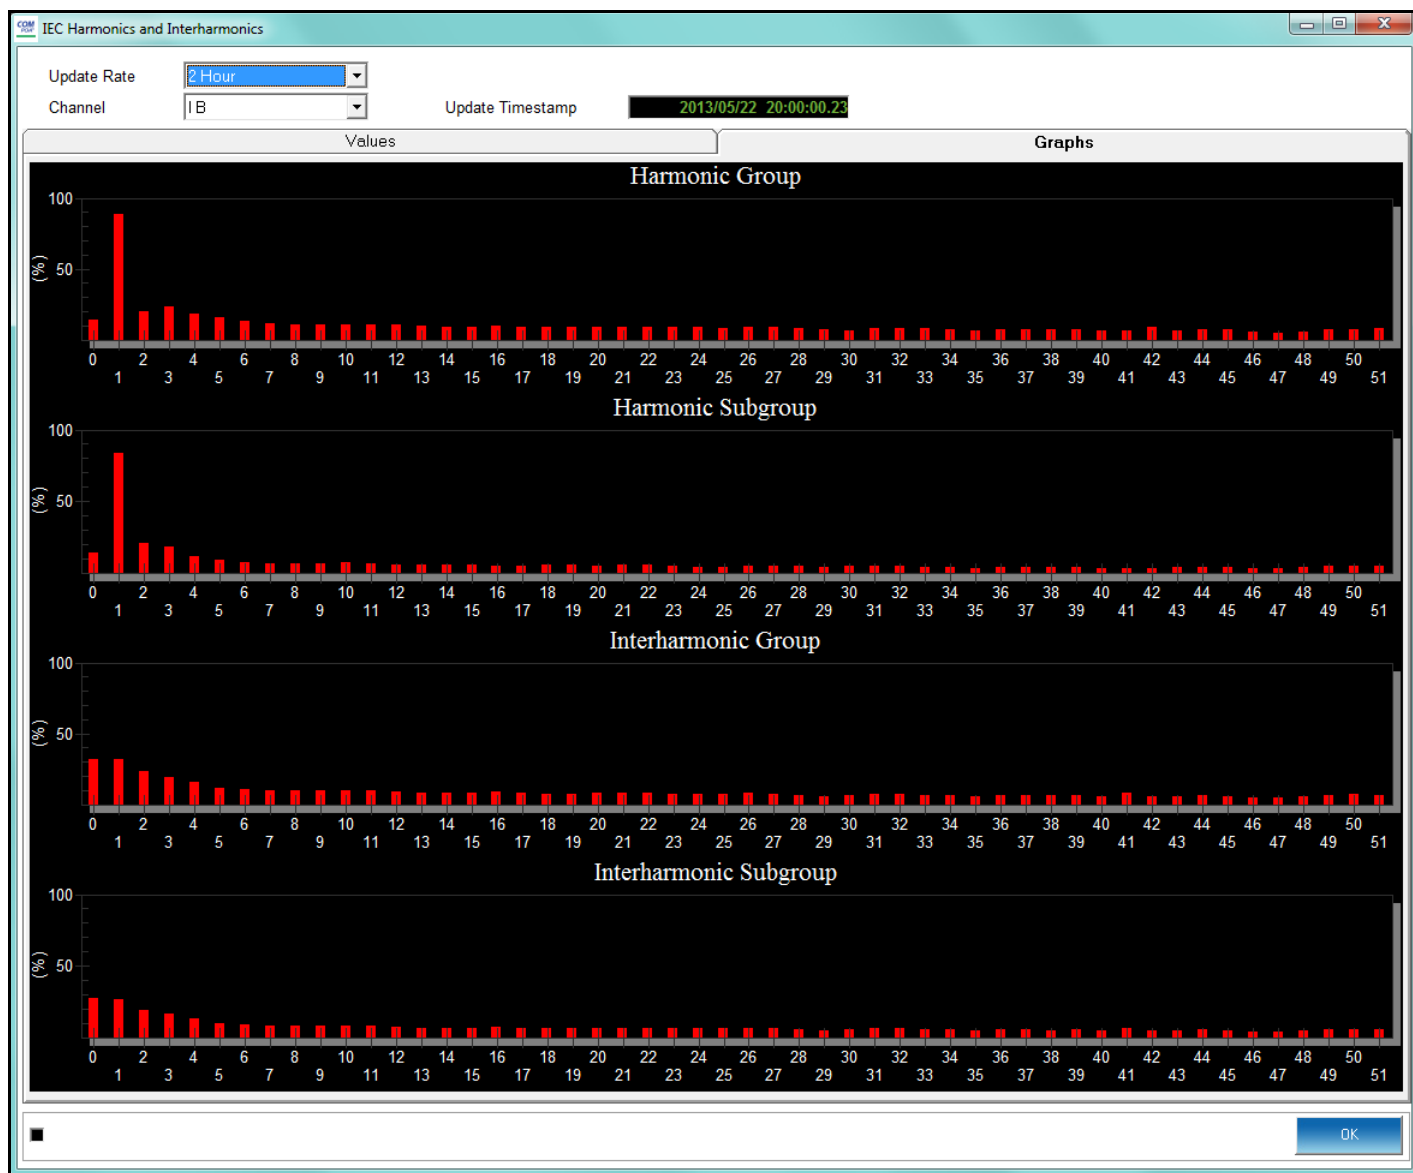 IEC Harmonics and Interharmonics
Update Rate 2 Hour
Channel I B Update Timestamp 2013/05/22 20:00:00.23
Values Graphs
Harmonic Group
100
50
(%)
0 2 4 6 8 10 12 14 16 18 20 22 24 26 28 30 32 34 36 38 40 42 44 46 48 50
1 3 5 7 9 11 13 15 17 19 21 23 25 27 29 31 33 35 37 39 41 43 45 47 49 51
Harmonic Subgroup
100
50
(%)
0 2 4 6 8 10 12 14 16 18 20 22 24 26 28 30 32 34 36 38 40 42 44 46 48 50
1 3 5 7 9 11 13 15 17 19 21 23 25 27 29 31 33 35 37 39 41 43 45 47 49 51
Interharmonic Group
100
50
(%)
0 2 4 6 8 10 12 14 16 18 20 22 24 26 28 30 32 34 36 38 40 42 44 46 48 50
1 3 5 7 9 11 13 15 17 19 21 23 25 27 29 31 33 35 37 39 41 43 45 47 49 51
Interharmonic Subgroup
100
50
(%)
0 2 4 6 8 10 12 14 16 18 20 22 24 26 28 30 32 34 36 38 40 42 44 46 48 50
1 3 5 7 9 11 13 15 17 19 21 23 25 27 29 31 33 35 37 39 41 43 45 47 49 51
OK